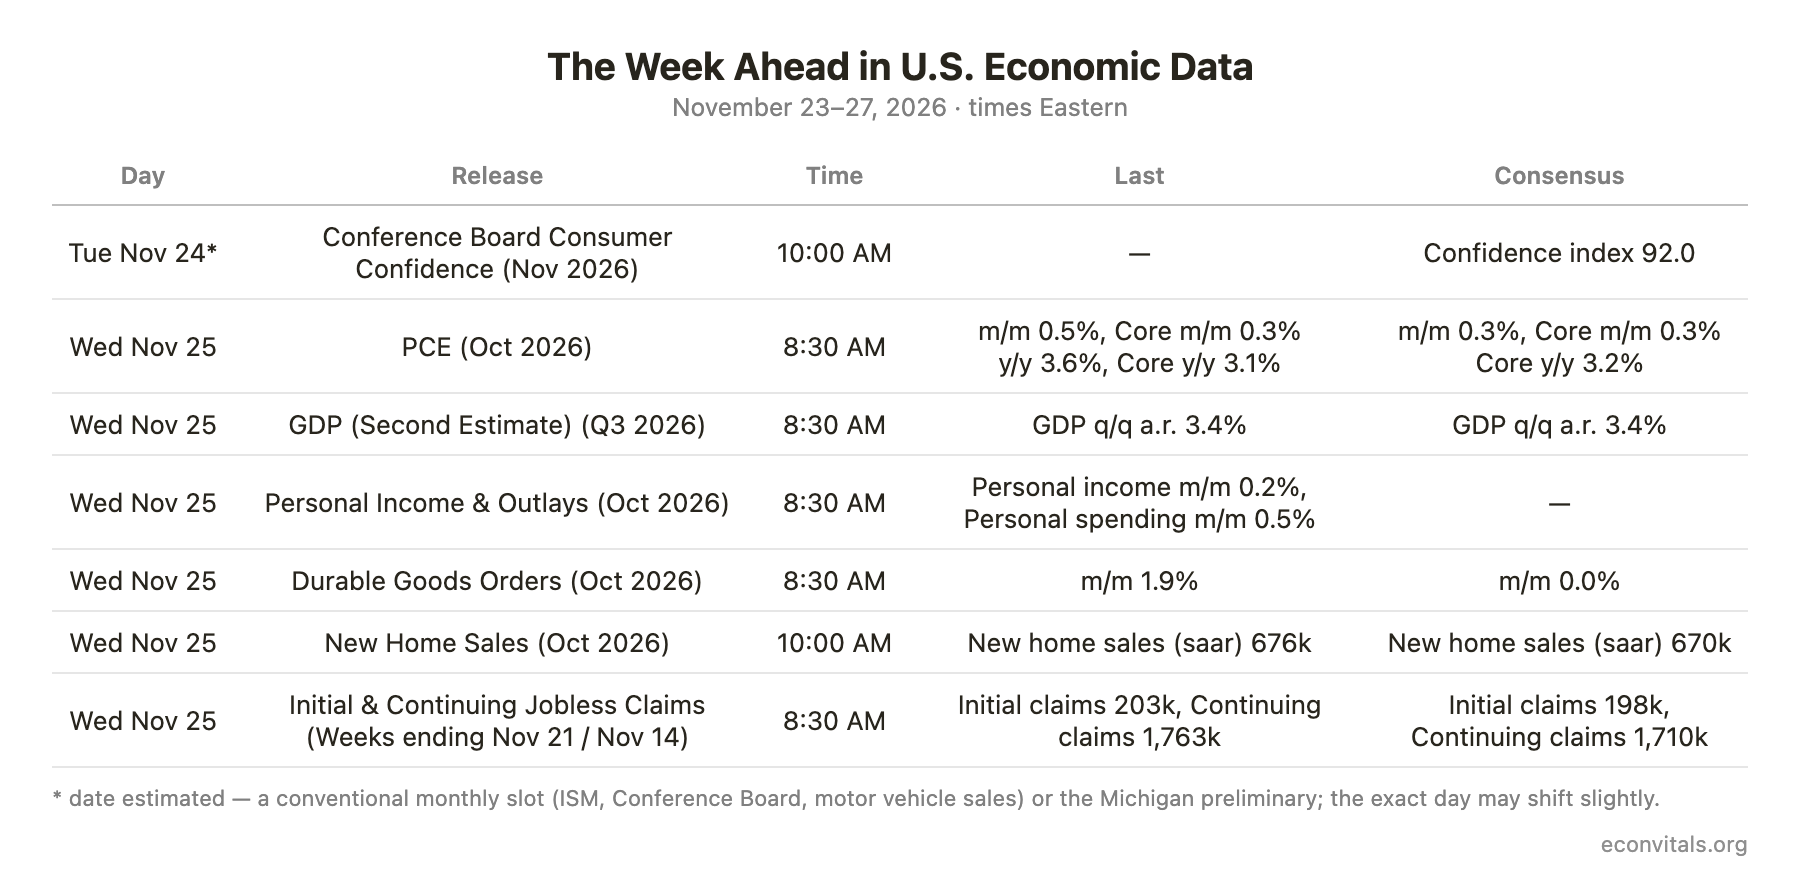 The Week Ahead in U.S. Economic Data
November 23–27, 2026 · times Eastern
Day Release Time Last Consensus
Tue Nov 24* Conference Board Consumer Confidence (Nov 2026) 10:00 AM — Confidence index 92.0
Wed Nov 25 PCE (Oct 2026) 8:30 AM m/m 0.5%, Core m/m 0.3% y/y 3.6%, Core y/y 3.1% m/m 0.3%, Core m/m 0.3% Core y/y 3.2%
Wed Nov 25 GDP (Second Estimate) (Q3 2026) 8:30 AM GDP q/q a.r. 3.4% GDP q/q a.r. 3.4%
Wed Nov 25 Personal Income & Outlays (Oct 2026) 8:30 AM Personal income m/m 0.2%, Personal spending m/m 0.5% —
Wed Nov 25 Durable Goods Orders (Oct 2026) 8:30 AM m/m 1.9% m/m 0.0%
Wed Nov 25 New Home Sales (Oct 2026) 10:00 AM New home sales (saar) 676k New home sales (saar) 670k
Wed Nov 25 Initial & Continuing Jobless Claims (Weeks ending Nov 21 / Nov 14) 8:30 AM Initial claims 203k, Continuing claims 1,763k Initial claims 198k, Continuing claims 1,710k
* date estimated — a conventional monthly slot (ISM, Conference Board, motor vehicle sales) or the Michigan preliminary; the exact day may shift slightly.
econvitals.org